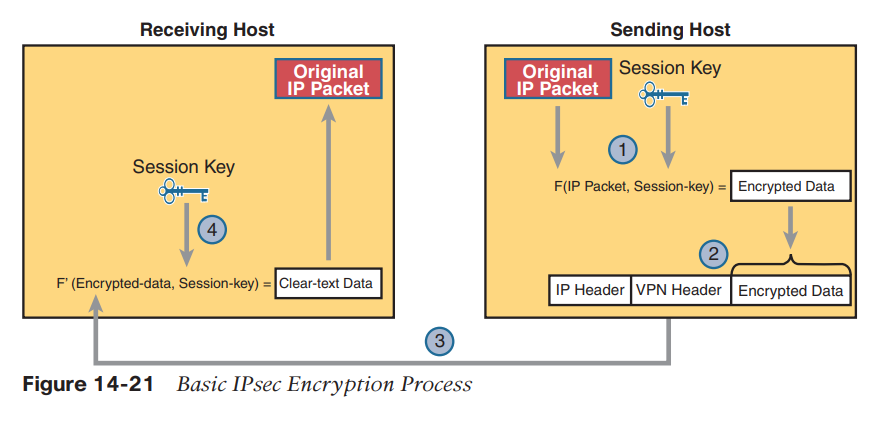 Receiving Host
Sending Host
Original
IP Packet
Session Key
4
F' (Encrypted-data, Session-key) =
Clear-text Data
Original
IP Packet
Session Key
1
F(IP Packet, Session-key) =
Encrypted Data
2
IP Header
VPN Header
Encrypted Data
3
Figure 14-21 Basic IPsec Encryption Process